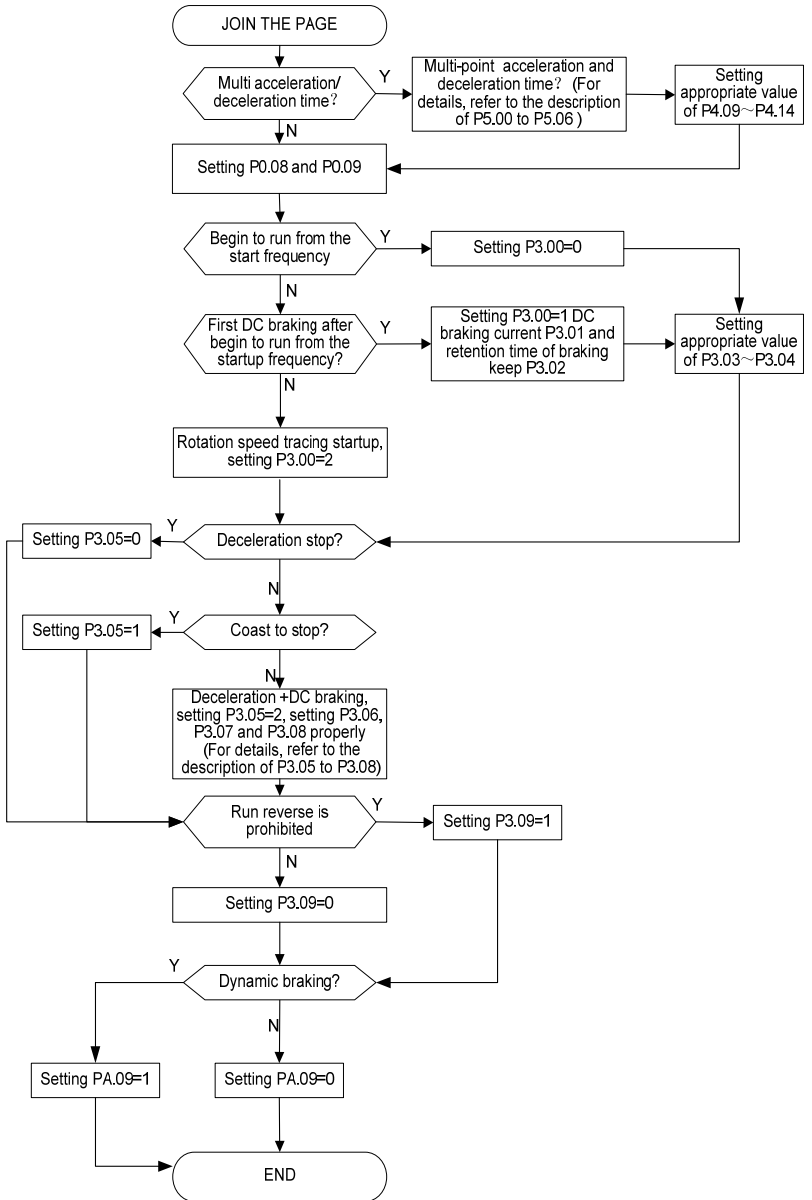 JOIN THE PAGE
Multi acceleration/
deceleration time?
Y
Multi-point acceleration and
deceleration time? (For
details, refer to the description
of P5.00 to P5.06 )
Setting
appropriate value
of P4.09～P4.14
N
Setting P0.08 and P0.09
Begin to run from the
start frequency
Y
Setting P3.00=0
N
First DC braking after
begin to run from the
startup frequency?
Y
Setting P3.00=1 DC
braking current P3.01 and
retention time of braking
keep P3.02
Setting
appropriate value
of P3.03～P3.04
N
Rotation speed tracing startup,
setting P3.00=2
Setting P3.05=0
Y
Deceleration stop?
N
Setting P3.05=1
Y
Coast to stop?
N
Deceleration +DC braking,
setting P3.05=2, setting P3.06,
P3.07 and P3.08 properly
(For details, refer to the
description of P3.05 to P3.08)
Run reverse is
prohibited
Y
Setting P3.09=1
N
Setting P3.09=0
Y
Dynamic braking?
N
Setting PA.09=1
Setting PA.09=0
END